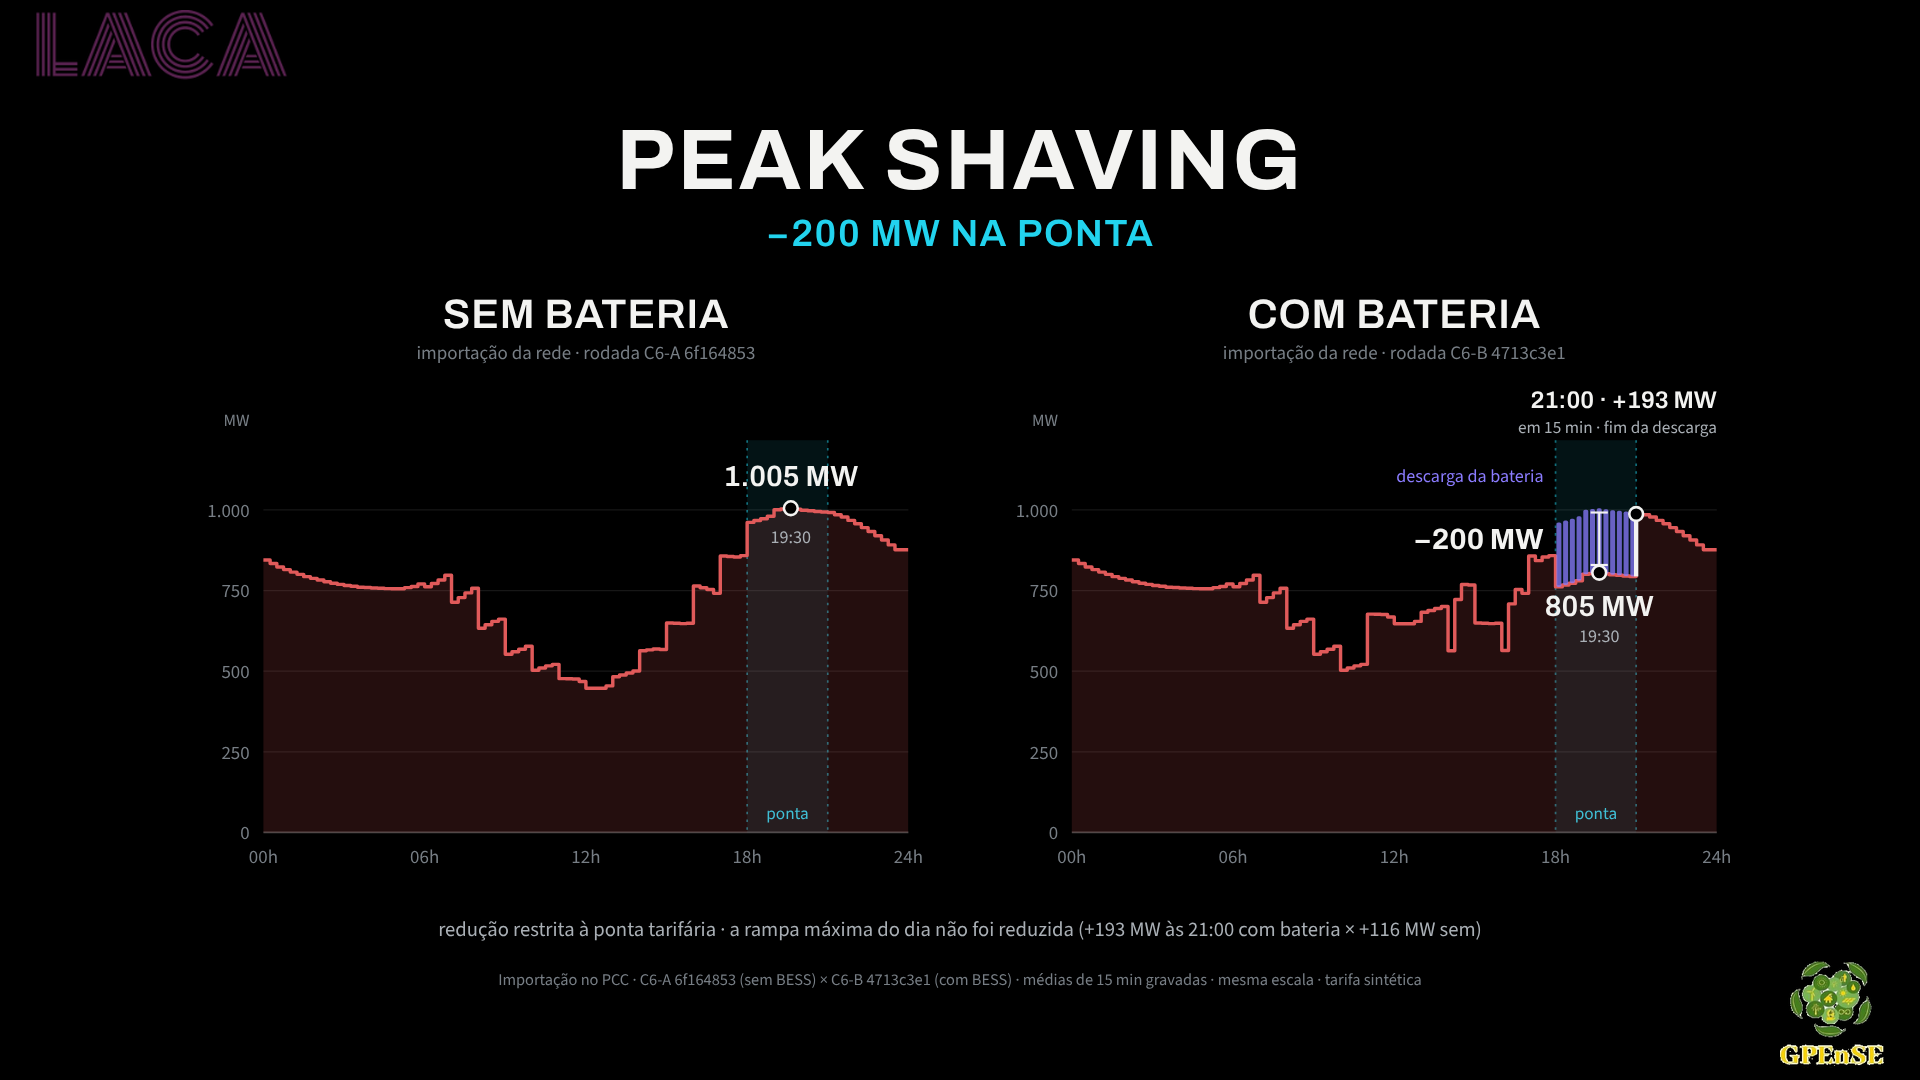 LACA
PEAK SHAVING
−200 MW NA PONTA
SEM BATERIA
importação da rede · rodada C6-A 6f164853
MW
1.005 MW
19:30
1.000
750
500
250
0
ponta
00h 06h 12h 18h 24h
COM BATERIA
importação da rede · rodada C6-B 4713c3e1
21:00 · +193 MW
em 15 min · fim da descarga
MW
descarga da bateria
−200 MW
805 MW
19:30
1.000
750
500
250
0
ponta
00h 06h 12h 18h 24h
redução restrita à ponta tarifária · a rampa máxima do dia não foi reduzida (+193 MW às 21:00 com bateria × +116 MW sem)
Importação no PCC · C6-A 6f164853 (sem BESS) × C6-B 4713c3e1 (com BESS) · médias de 15 min gravadas · mesma escala · tarifa sintética
GPEnSE